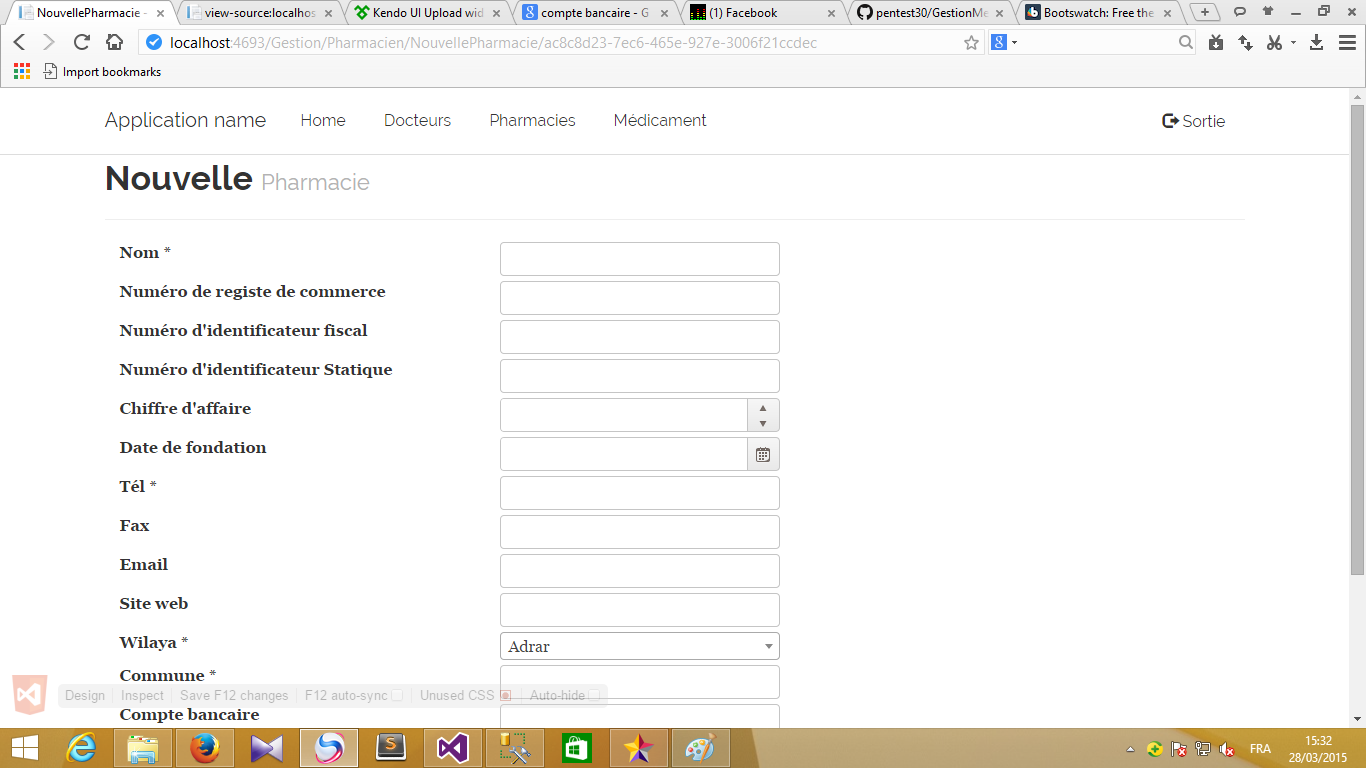 NouvellePharmacie -
view-source:localhos
Kendo UI Upload wid
compte bancaire - G
(1) Facebook
pentest30/GestionMe
Bootswatch: Free the
localhost:4693/Gestion/Pharmacien/NouvellePharmacie/ac8c8d23-7ec6-465e-927e-3006f21ccdec
Import bookmarks
Application name Home Docteurs Pharmacies Médicament Sortie
Nouvelle Pharmacie
Nom *
Numéro de registe de commerce
Numéro d'identificateur fiscal
Numéro d'identificateur Statique
Chiffre d'affaire
Date de fondation
Tél *
Fax
Email
Site web
Wilaya * Adrar
Commune *
Design Inspect Save F12 changes F12 auto-sync Unused CSS Auto-hide
Compte bancaire
FRA
15:32
28/03/2015